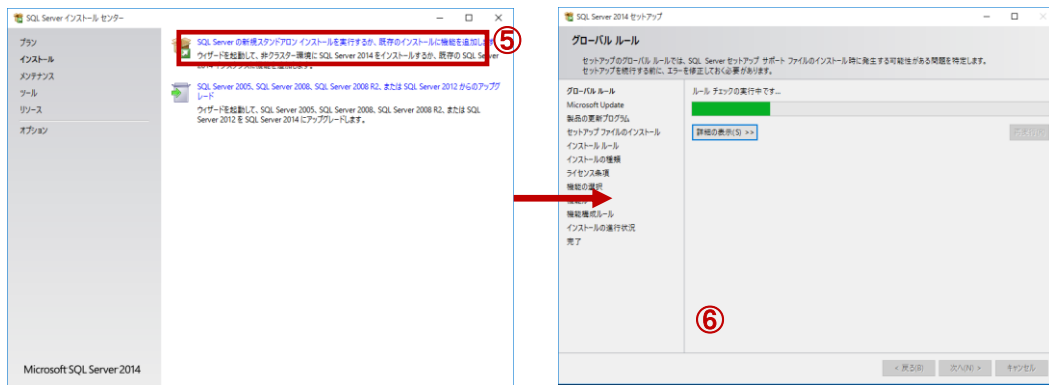 SQL Server インストール センター
プラン
インストール
メンテナンス
ツール
リソース
オプション
SQL Server の新規スタンドアロン インストールを実行するか、既存のインストールに機能を追加します
ウィザードを起動して、非クラスター環境に SQL Server 2014 をインストールするか、既存の SQL Server
SQL Server 2005、SQL Server 2008、SQL Server 2008 R2、または SQL Server 2012 からのアップグ
レード
ウィザードを起動して、SQL Server 2005、SQL Server 2008、SQL Server 2008 R2、または SQL
Server 2012 を SQL Server 2014 にアップグレードします。
Microsoft SQL Server 2014
⑤
SQL Server 2014 セットアップ
グローバル ルール
セットアップのグローバル ルールでは、SQL Server セットアップ サポート ファイルのインストール時に発生する可能性がある問題を特定します。
セットアップを続行する前に、エラーを修正しておく必要があります。
グローバル ルール
Microsoft Update
製品の更新プログラム
セットアップ ファイルのインストール
インストール ルール
インストールの種類
ライセンス条項
機能の選択
機能構成ルール
インストールの進行状況
完了
ルール チェックの実行中です...
詳細の表示(S) >>
⑥
< 戻る(B)
次へ(N) >
キャンセル